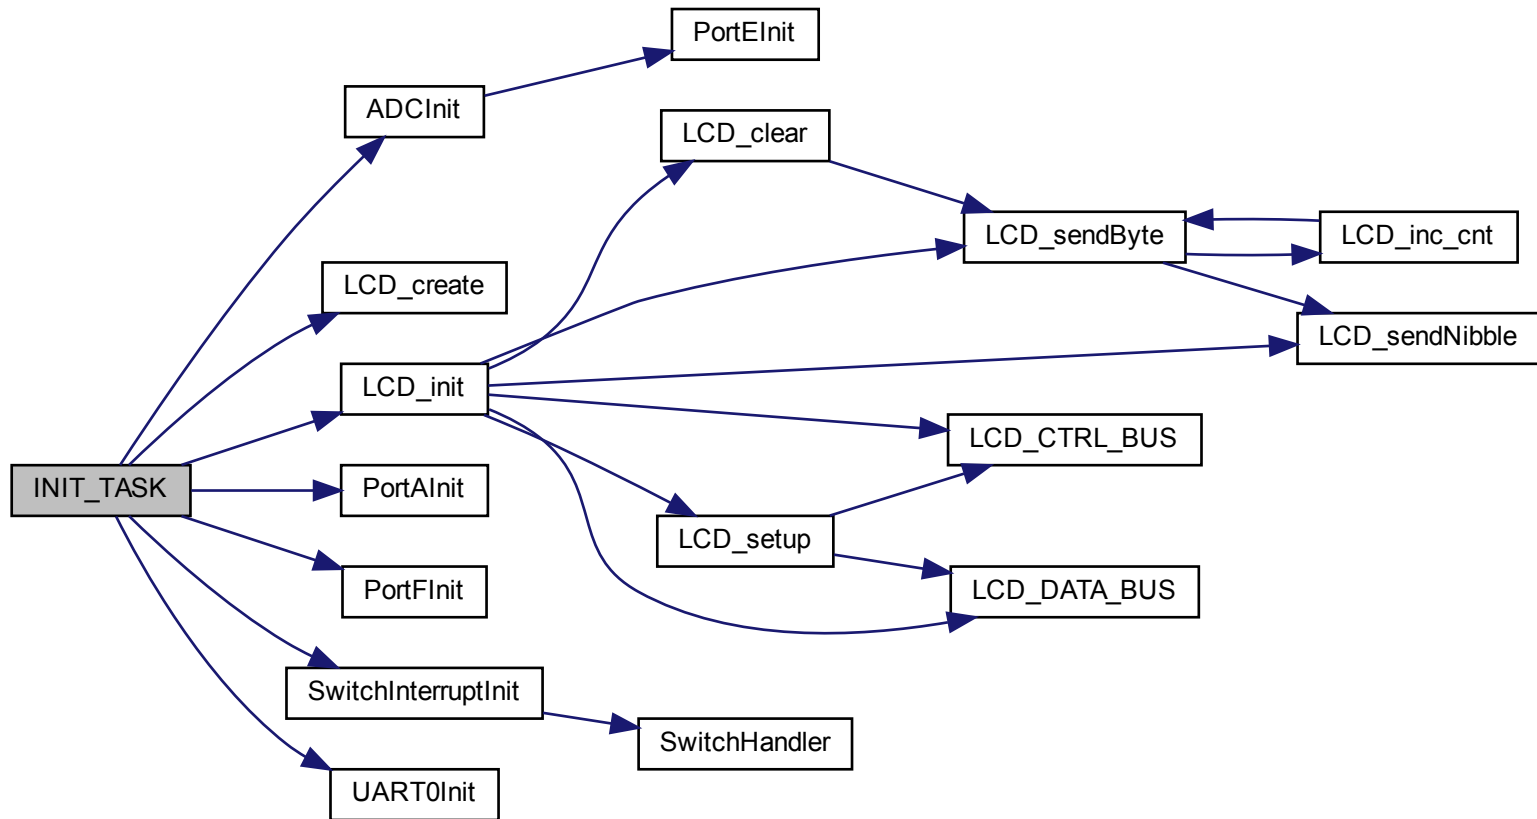 PortEInit
ADCInit
LCD_clear
LCD_sendByte
LCD_inc_cnt
LCD_create
LCD_sendNibble
LCD_init
LCD_CTRL_BUS
INIT_TASK
PortAInit
LCD_setup
PortFInit
LCD_DATA_BUS
SwitchInterruptInit
SwitchHandler
UART0Init